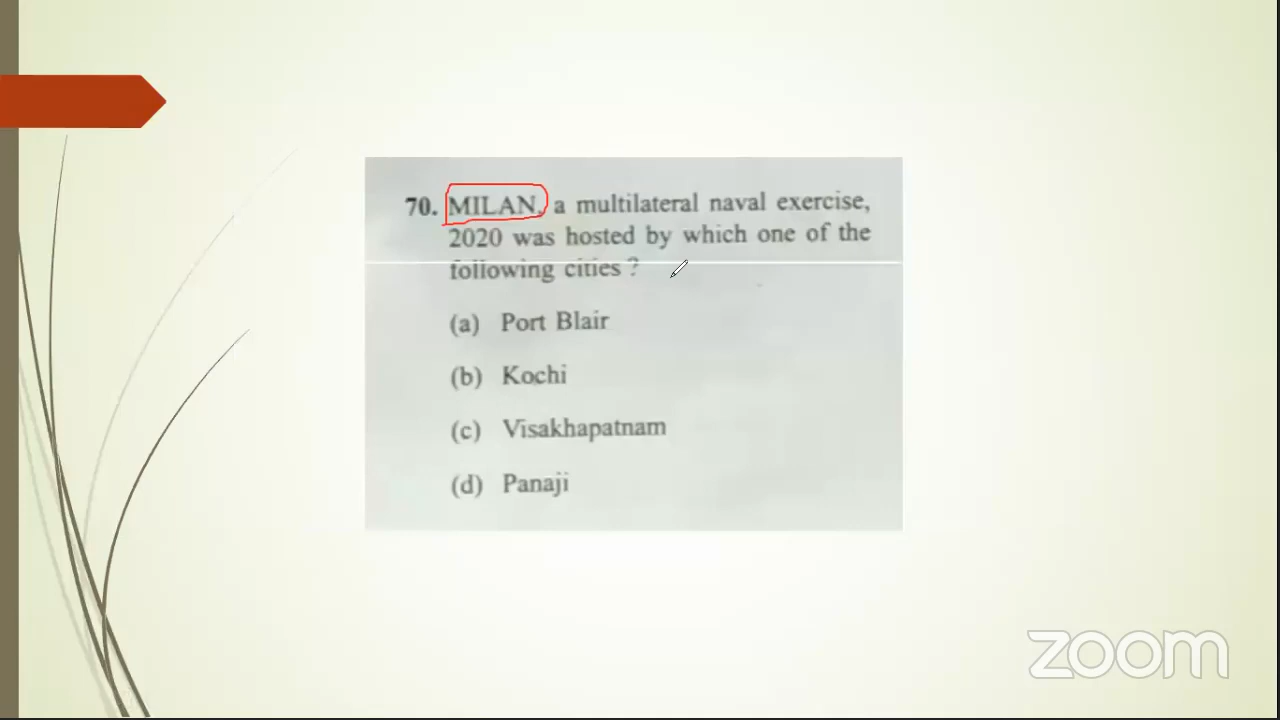 70. MILAN, a multilateral naval exercise,
2020 was hosted by which one of the
following cities ?
(a) Port Blair
(b) Kochi
(c) Visakhapatnam
(d) Panaji
zoom